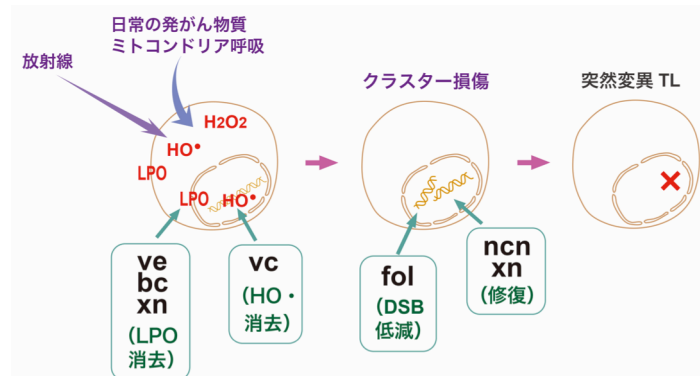 日常の発がん物質
ミトコンドリア呼吸
放射線
クラスター損傷
突然変異 TL
H2O2
HO•
LPO
LPO
HO•
ve
bc
xn
(LPO
消去)
vc
(HO・
消去)
fol
(DSB
低減)
ncn
xn
(修復)